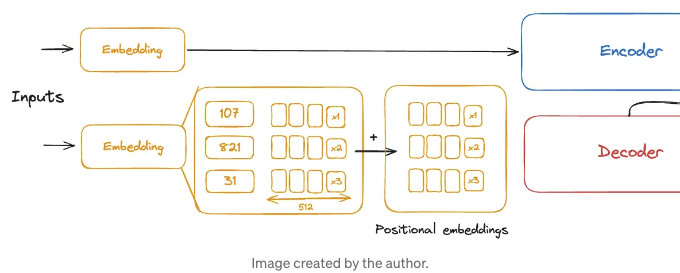 Embedding
Encoder
Inputs
Embedding
107 x1
821 x2
31 x3
512
+
x1
x2
x3
Positional embeddings
Decoder
Image created by the author.